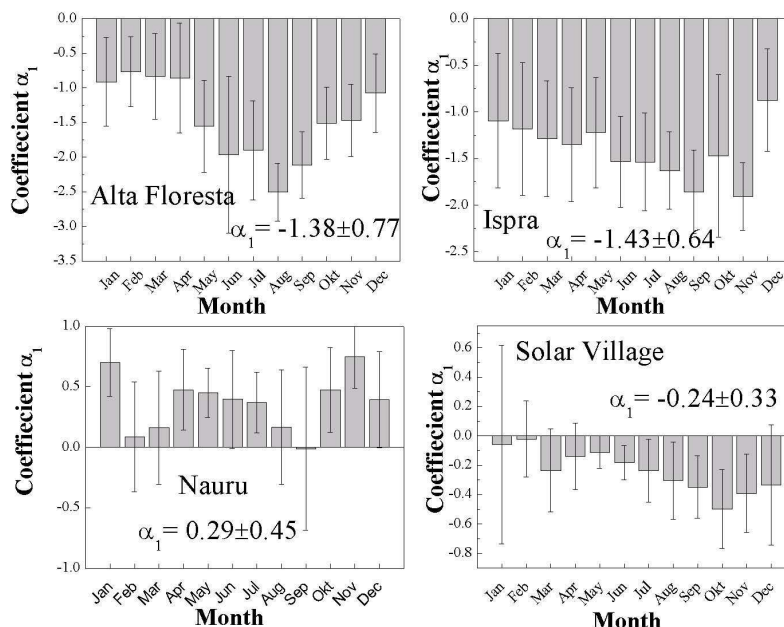 0.0
-0.5
-1.0
-1.5
-2.0
-2.5
-3.0
-3.5
Coeffiecient α1
Alta Floresta
α1= -1.38±0.77
Jan Feb Mar Apr May Jun Jul Aug Sep Okt Nov Dec
Month
0.0
-0.5
-1.0
-1.5
-2.0
-2.5
Coeffiecient α1
Ispra
α1= -1.43±0.64
Jan Feb Mar Apr May Jun Jul Aug Sep Okt Nov Dec
Month
1.0
0.5
0.0
-0.5
-1.0
Coeffiecient α1
Nauru
α1= 0.29±0.45
Jan Feb Mar Apr May Jun Jul Aug Sep Okt Nov Dec
Month
0.6
0.4
0.2
0.0
-0.2
-0.4
-0.6
-0.8
Coeffiecient α1
Solar Village
α1= -0.24±0.33
Jan Feb Mar Apr May Jun Jul Aug Sep Okt Nov Dec
Month